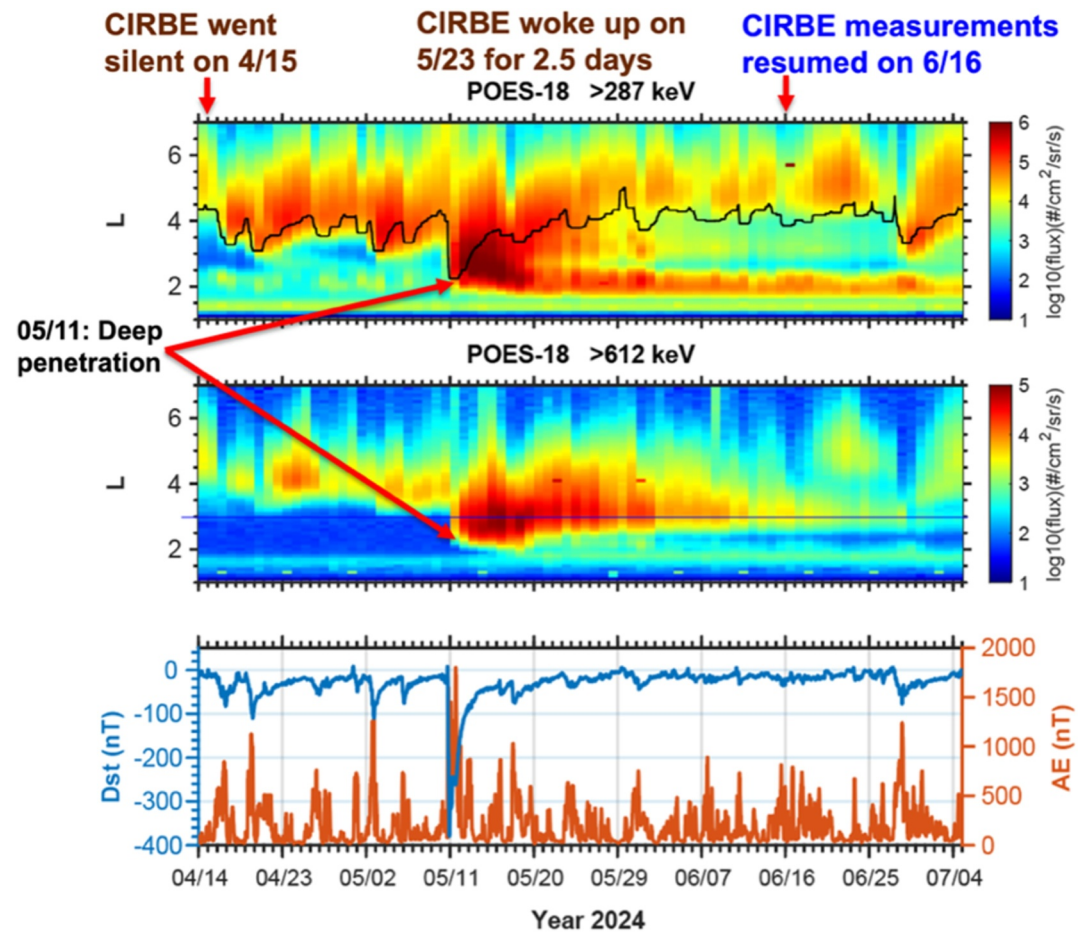 CIRBE went
silent on 4/15
CIRBE woke up on
5/23 for 2.5 days
CIRBE measurements
resumed on 6/16
POES-18 >287 keV
6
4
2
L
6
5
4
3
2
1
log10(flux)(#/cm²/sr/s)
05/11: Deep
penetration
POES-18 >612 keV
6
4
2
L
5
4
3
2
1
log10(flux)(#/cm²/sr/s)
0
-100
-200
-300
-400
Dst (nT)
2000
1500
1000
500
0
AE (nT)
04/14 04/23 05/02 05/11 05/20 05/29 06/07 06/16 06/25 07/04
Year 2024